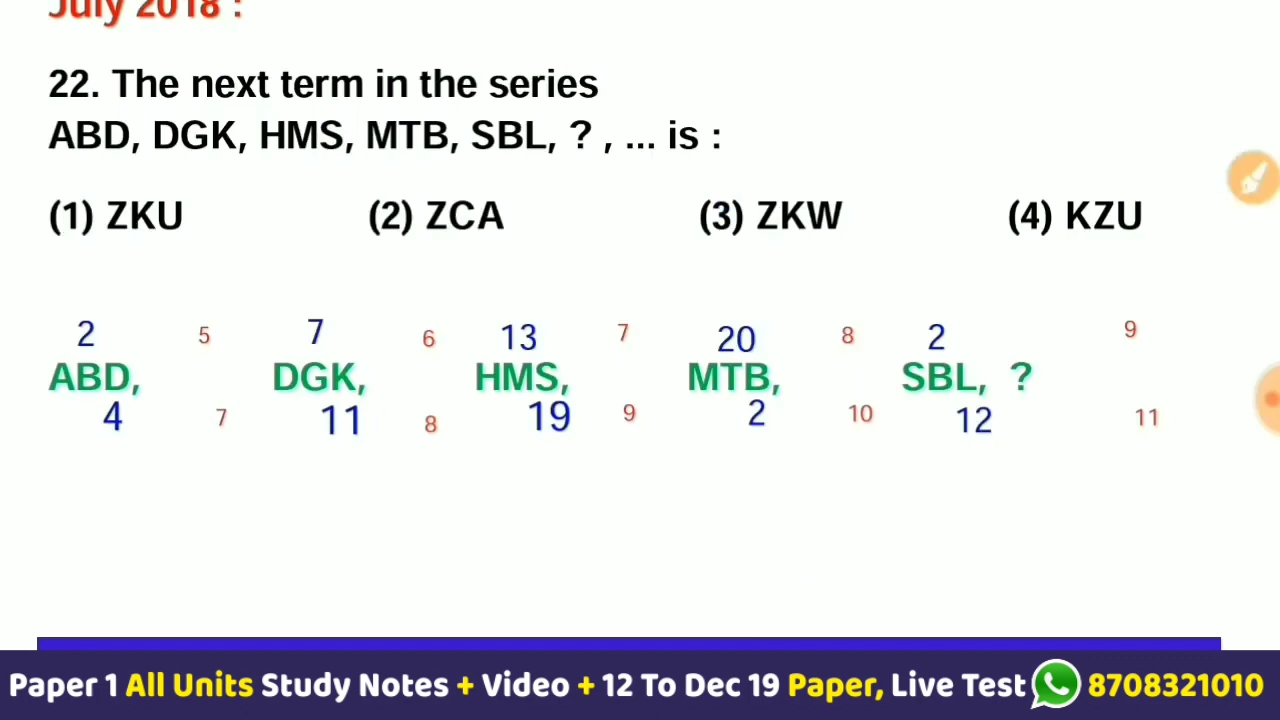 July 2018 :
22. The next term in the series
ABD, DGK, HMS, MTB, SBL, ? , ... is :
(1) ZKU (2) ZCA (3) ZKW (4) KZU
2 5 7 6 13 7 20 8 2 9
ABD, DGK, HMS, MTB, SBL, ?
4 7 11 8 19 9 2 10 12 11
Paper 1 All Units Study Notes + Video + 12 To Dec 19 Paper, Live Test 8708321010